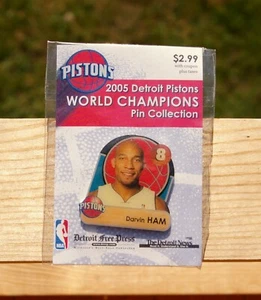 PISTONS
$2.99
2005 Detroit Pistons
WORLD CHAMPIONS
Pin Collection
8
PISTONS
Darvin HAM
NBA
Detroit Free Press
The Detroit News